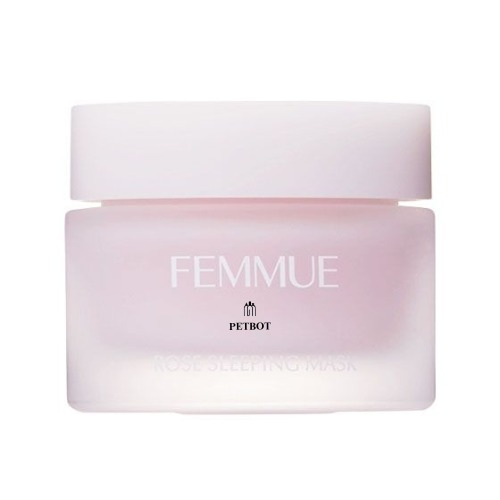 FEMMUE
PETBOT
ROSE SLEEPING MASK